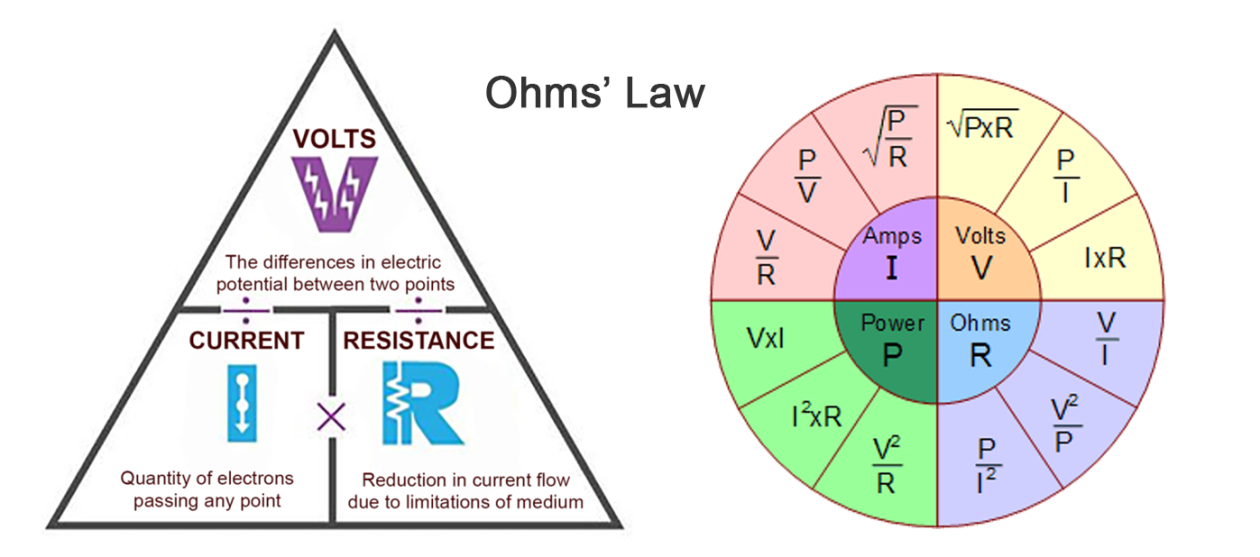 Ohms’ Law
VOLTS
V
The differences in electric
potential between two points
÷ ÷
CURRENT
RESISTANCE
I
R
×
Quantity of electrons
passing any point
Reduction in current flow
due to limitations of medium
√(P/R)
√PxR
P/V
P/I
V/R
IxR
Amps
I
Volts
V
Power
P
Ohms
R
VxI
V/I
I²xR
V²/P
V²/R
P/I²